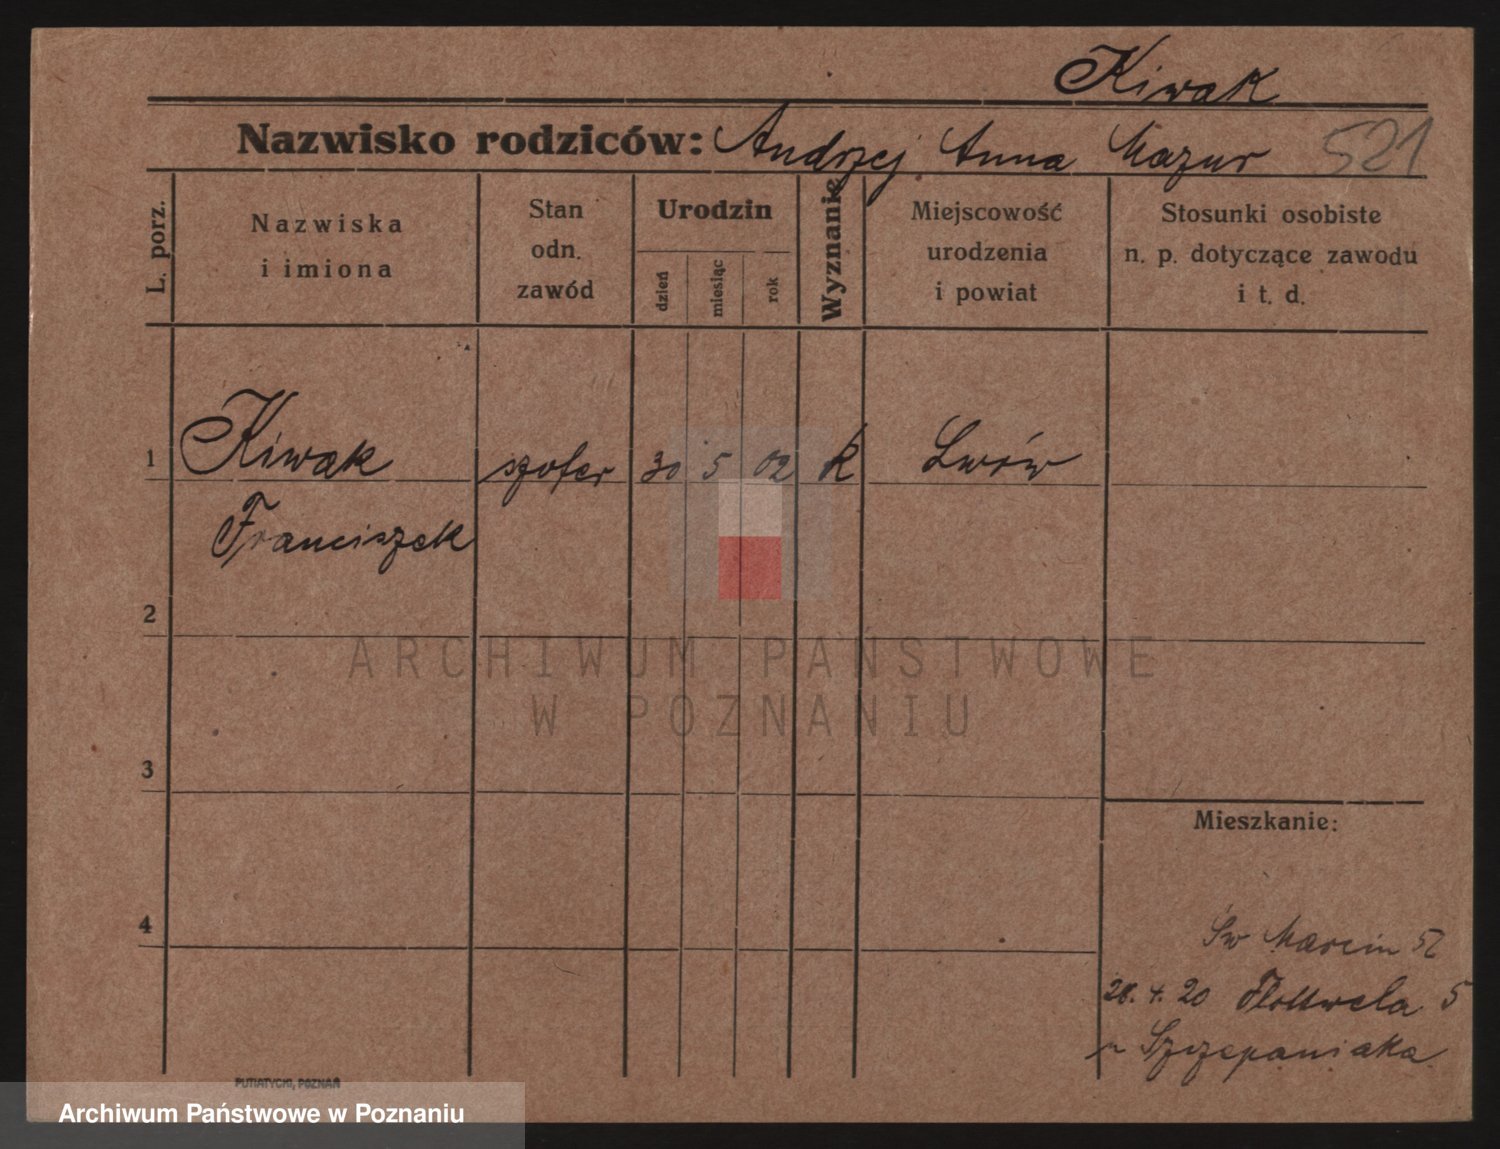 Kiwak
Nazwisko rodziców: Andrzej Anna Mazur 521
L. porz.
Nazwiska i imiona
Stan odn. zawód
Urodzin
dzień
miesiąc
rok
Wyznanie
Miejscowość urodzenia i powiat
Stosunki osobiste n. p. dotyczące zawodu i t. d.
1 Kiwak szofer 30 5 02 k Lwów
Franciszek
2
3
4
Mieszkanie:
Św Marcin 52
28.4.20 Flottwela 5
Szczepaniaka
ARCHIWUM PAŃSTWOWE
W POZNANIU
PUTIATYCKI, POZNAŃ
Archiwum Państwowe w Poznaniu